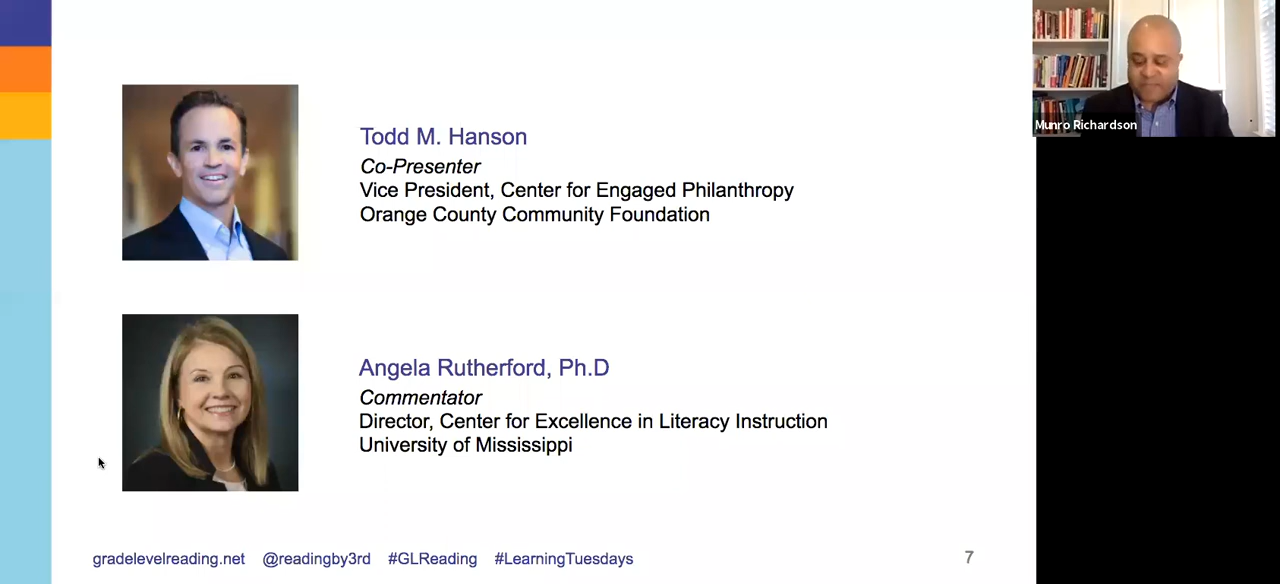 Todd M. Hanson
Co-Presenter
Vice President, Center for Engaged Philanthropy
Orange County Community Foundation
Munro Richardson
Angela Rutherford, Ph.D
Commentator
Director, Center for Excellence in Literacy Instruction
University of Mississippi
gradelevelreading.net @readingby3rd #GLReading #LearningTuesdays 7